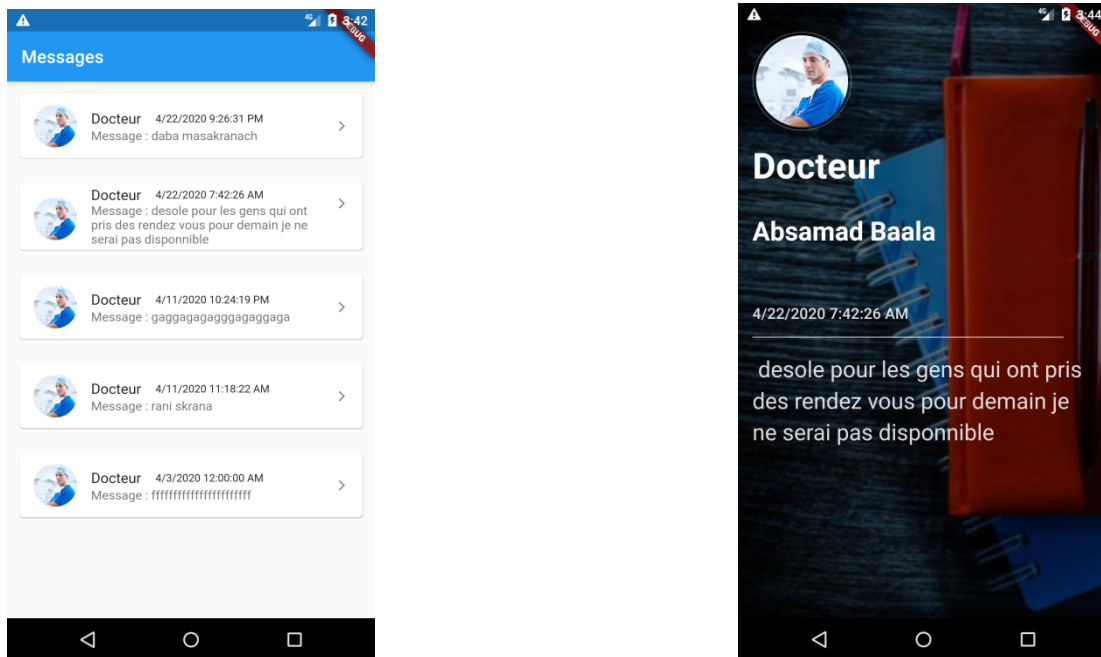 4G 3:42
DEBUG
Messages
Docteur 4/22/2020 9:26:31 PM
Message : daba masakranach
Docteur 4/22/2020 7:42:26 AM
Message : desole pour les gens qui ont
pris des rendez vous pour demain je ne
serai pas disponnible
Docteur 4/11/2020 10:24:19 PM
Message : gaggagagagggagaggaga
Docteur 4/11/2020 11:18:22 AM
Message : rani skrana
Docteur 4/3/2020 12:00:00 AM
Message : fffffffffffffffffffffff
4G 3:44
DEBUG
Docteur
Absamad Baala
4/22/2020 7:42:26 AM
desole pour les gens qui ont pris
des rendez vous pour demain je
ne serai pas disponnible